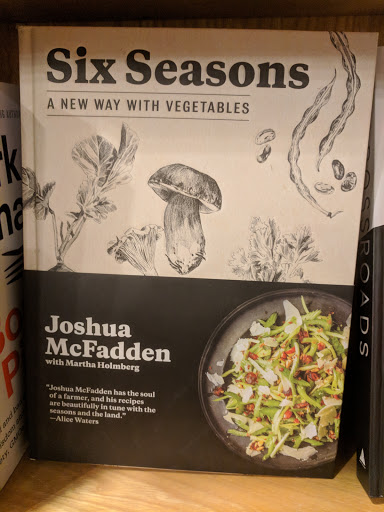 Six Seasons
A NEW WAY WITH VEGETABLES
Joshua
McFadden
with Martha Holmberg
"Joshua McFadden has the soul
of a farmer, and his recipes
are beautifully in tune with the
seasons and the land."
—Alice Waters